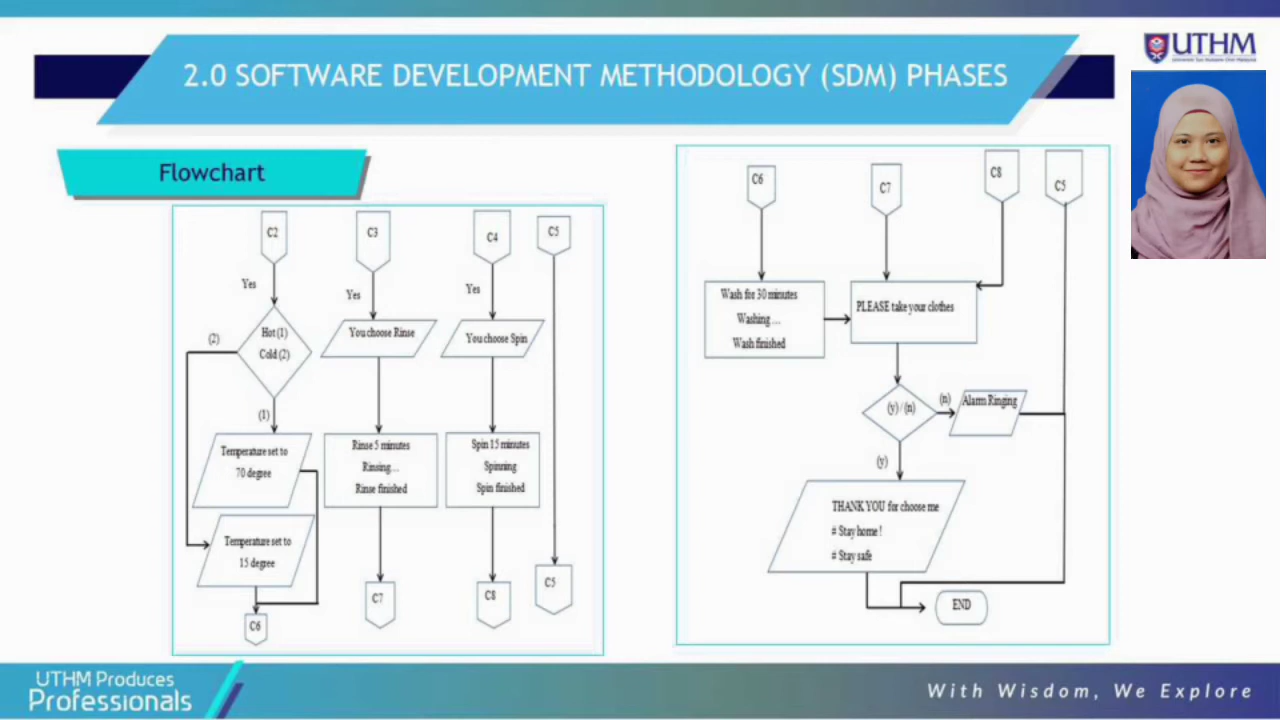 2.0 SOFTWARE DEVELOPMENT METHODOLOGY (SDM) PHASES
UTHM
Flowchart
C2
C3
C4
C5
Yes
Yes
Yes
Hot (1)
Cold (2)
(2)
(1)
You choose Rinse
You choose Spin
Temperature set to
70 degree
Rinse 5 minutes
Rinsing...
Rinse finished
Spin 15 minutes
Spinning
Spin finished
Temperature set to
15 degree
C6
C7
C8
C5
C6
C7
C8
C5
Wash for 30 minutes
Washing ...
Wash finished
PLEASE take your clothes
(y) / (n)
(n)
Alarm Ringing
(y)
THANK YOU for choose me
# Stay home !
# Stay safe
END
UTHM Produces
Professionals
With Wisdom, We Explore